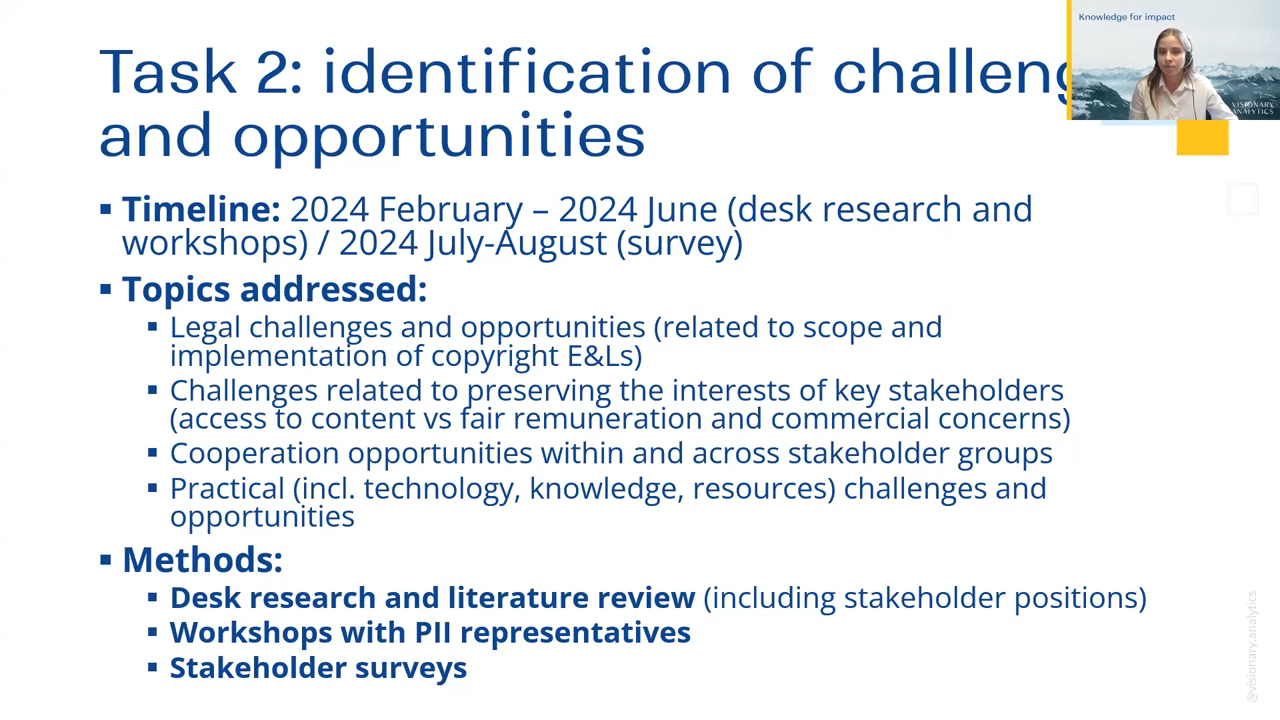 Knowledge for impact
Task 2: identification of challeng
and opportunities
VISIONARY
ANALYTICS
▪ Timeline: 2024 February – 2024 June (desk research and
workshops) / 2024 July-August (survey)
▪ Topics addressed:
▪ Legal challenges and opportunities (related to scope and
implementation of copyright E&Ls)
▪ Challenges related to preserving the interests of key stakeholders
(access to content vs fair remuneration and commercial concerns)
▪ Cooperation opportunities within and across stakeholder groups
▪ Practical (incl. technology, knowledge, resources) challenges and
opportunities
▪ Methods:
▪ Desk research and literature review (including stakeholder positions)
▪ Workshops with PII representatives
▪ Stakeholder surveys
@visionary.analytics